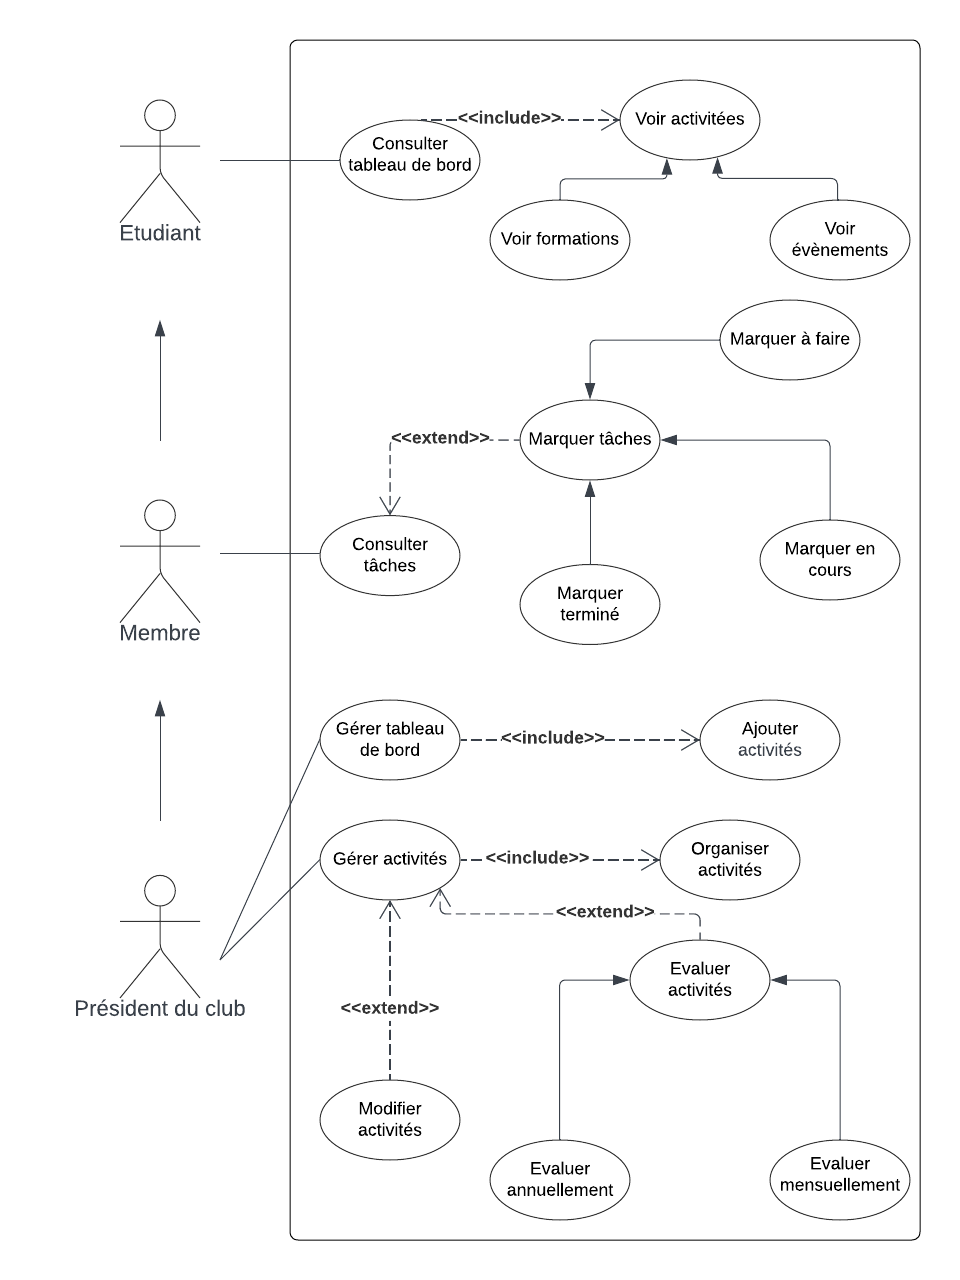 <<include>>
Voir activitées
Consulter
tableau de bord
Etudiant
Voir formations
Voir
évènements
Marquer à faire
<<extend>>
Marquer tâches
Consulter
tâches
Marquer en
cours
Marquer
terminé
Membre
Gérer tableau
de bord
<<include>>
Ajouter
activités
Gérer activités
<<include>>
Organiser
activités
<<extend>>
Evaluer
activités
Président du club
<<extend>>
Modifier
activités
Evaluer
annuellement
Evaluer
mensuellement